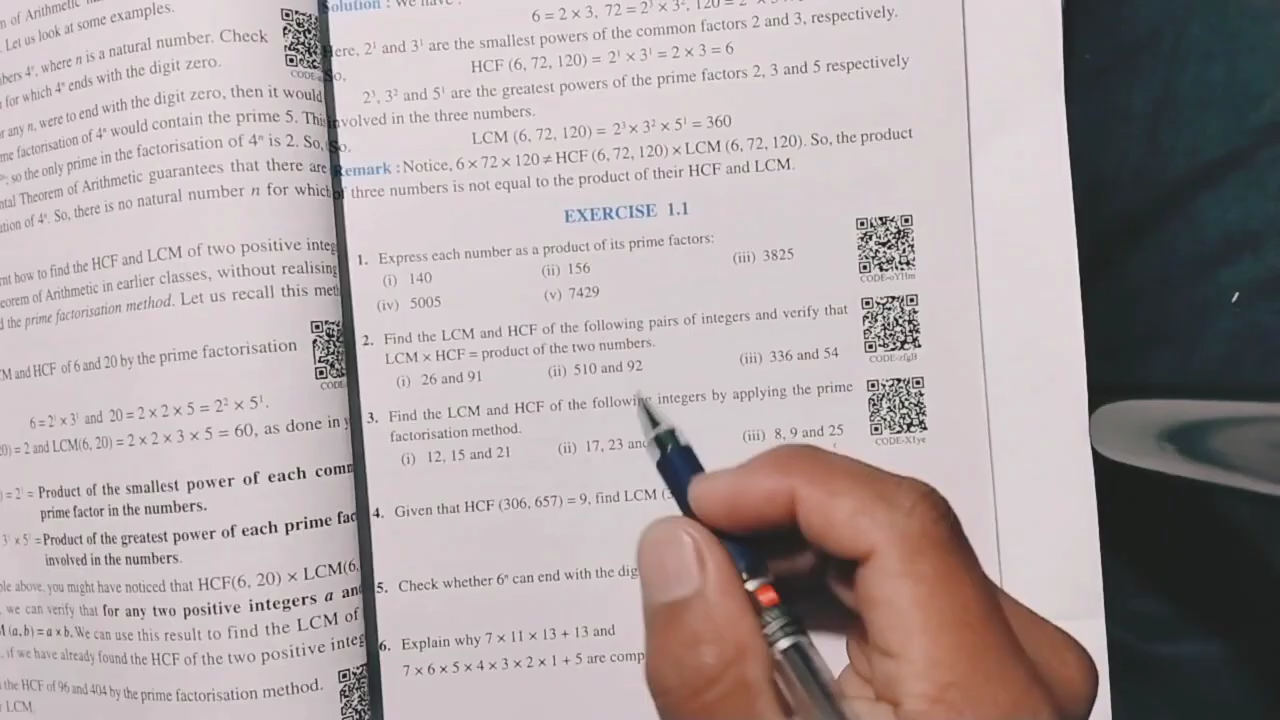 n of Arithmetic
. Let us look at some examples.
bers 4ⁿ, where n is a natural number. Check
for which 4ⁿ ends with the digit zero.
CODE
any n, were to end with the digit zero, then it would
me factorisation of 4ⁿ would contain the prime 5. This
so the only prime in the factorisation of 4ⁿ is 2. So,
ntal Theorem of Arithmetic guarantees that there are
ation of 4ⁿ. So, there is no natural number n for which
rnt how to find the HCF and LCM of two positive integ
eorem of Arithmetic in earlier classes, without realising
d the prime factorisation method. Let us recall this met
CM and HCF of 6 and 20 by the prime factorisation
CODE
6 = 2¹ × 3¹ and 20 = 2 × 2 × 5 = 2² × 5¹.
0) = 2 and LCM(6, 20) = 2 × 2 × 3 × 5 = 60, as done in y
= 2¹ = Product of the smallest power of each comm
prime factor in the numbers.
3¹ × 5¹ = Product of the greatest power of each prime fac
involved in the numbers.
ple above, you might have noticed that HCF(6, 20) × LCM(6,
we can verify that for any two positive integers a an
M (a, b) = a × b. We can use this result to find the LCM of
, if we have already found the HCF of the two positive integ
the HCF of 96 and 404 by the prime factorisation method.
LCM.
Solution : We have :
6 = 2 × 3, 72 = 2³ × 3², 120 = 2
Here, 2¹ and 3¹ are the smallest powers of the common factors 2 and 3, respectively.
So,
HCF (6, 72, 120) = 2¹ × 3¹ = 2 × 3 = 6
2³, 3² and 5¹ are the greatest powers of the prime factors 2, 3 and 5 respectively
involved in the three numbers.
So,
LCM (6, 72, 120) = 2³ × 3² × 5¹ = 360
Remark : Notice, 6 × 72 × 120 ≠ HCF (6, 72, 120) × LCM (6, 72, 120). So, the product
of three numbers is not equal to the product of their HCF and LCM.
EXERCISE 1.1
1. Express each number as a product of its prime factors:
(i) 140 (ii) 156 (iii) 3825
(iv) 5005 (v) 7429
2. Find the LCM and HCF of the following pairs of integers and verify that
LCM × HCF = product of the two numbers.
(i) 26 and 91 (ii) 510 and 92 (iii) 336 and 54
CODE-zfgB
3. Find the LCM and HCF of the following integers by applying the prime
factorisation method.
(i) 12, 15 and 21 (ii) 17, 23 and (iii) 8, 9 and 25
CODE-X1ye
4. Given that HCF (306, 657) = 9, find LCM (
5. Check whether 6ⁿ can end with the dig
6. Explain why 7 × 11 × 13 + 13 and
7 × 6 × 5 × 4 × 3 × 2 × 1 + 5 are comp